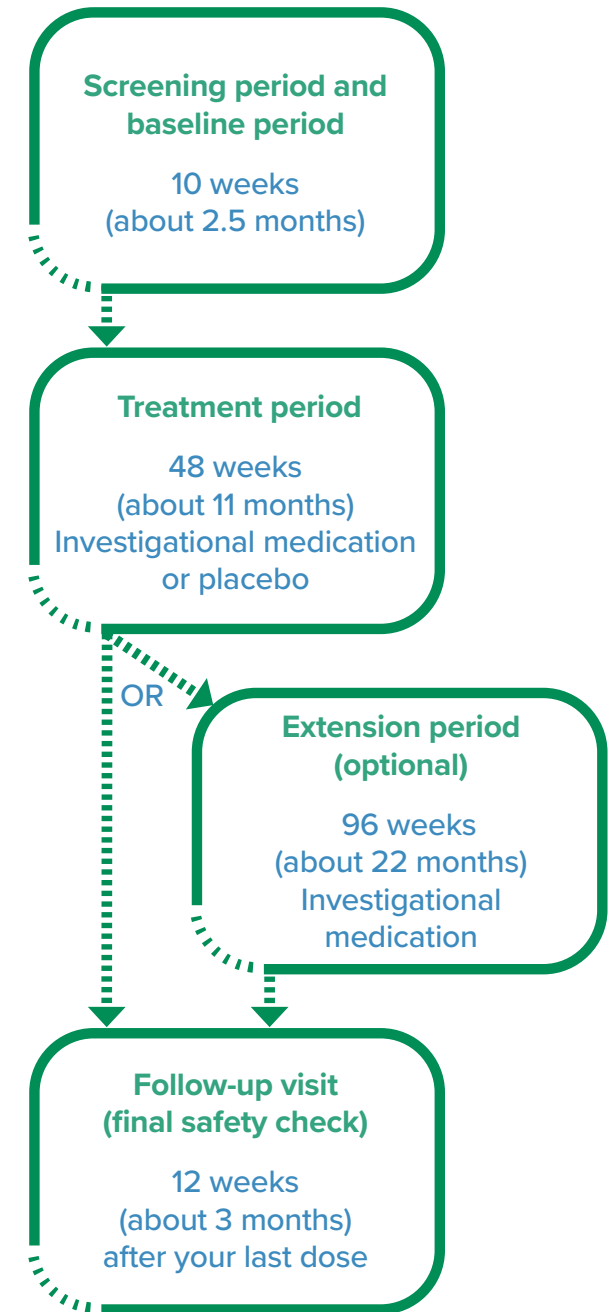 Screening period and
baseline period
10 weeks
(about 2.5 months)
Treatment period
48 weeks
(about 11 months)
Investigational medication
or placebo
OR
Extension period
(optional)
96 weeks
(about 22 months)
Investigational
medication
Follow-up visit
(final safety check)
12 weeks
(about 3 months)
after your last dose